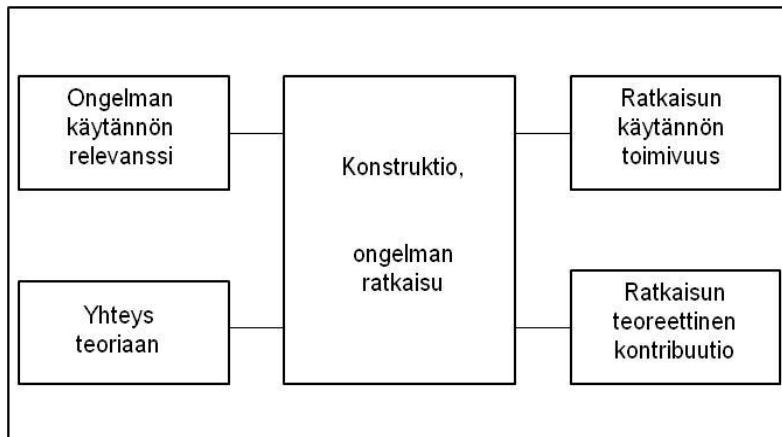 Ongelman
käytännön
relevanssi
Yhteys
teoriaan
Konstruktio,
ongelman
ratkaisu
Ratkaisun
käytännön
toimivuus
Ratkaisun
teoreettinen
kontribuutio